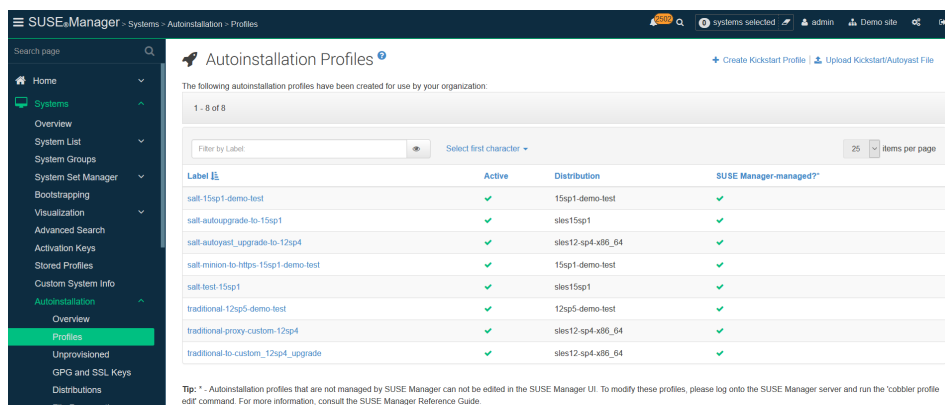 SUSE®Manager > Systems > Autoinstallation > Profiles
2502 0 systems selected admin Demo site
Search page
Home
Systems
Overview
System List
System Groups
System Set Manager
Bootstrapping
Visualization
Advanced Search
Activation Keys
Stored Profiles
Custom System Info
Autoinstallation
Overview
Profiles
Unprovisioned
GPG and SSL Keys
Distributions
Autoinstallation Profiles ?
+ Create Kickstart Profile | Upload Kickstart/Autoyast File
The following autoinstallation profiles have been created for use by your organization:
1 - 8 of 8
Filter by Label: Select first character 25 items per page
Label Active Distribution SUSE Manager-managed?*
salt-15sp1-demo-test ✔ 15sp1-demo-test ✔
salt-autoupgrade-to-15sp1 ✔ sles15sp1 ✔
salt-autoyast_upgrade-to-12sp4 ✔ sles12-sp4-x86_64 ✔
salt-minion-to-https-15sp1-demo-test ✔ 15sp1-demo-test ✔
salt-test-15sp1 ✔ sles15sp1 ✔
traditional-12sp5-demo-test ✔ 12sp5-demo-test ✔
traditional-proxy-custom-12sp4 ✔ sles12-sp4-x86_64 ✔
traditional-to-custom_12sp4_upgrade ✔ sles12-sp4-x86_64 ✔
Tip: * - Autoinstallation profiles that are not managed by SUSE Manager can not be edited in the SUSE Manager UI. To modify these profiles, please log onto the SUSE Manager server and run the 'cobbler profile
edit' command. For more information, consult the SUSE Manager Reference Guide.